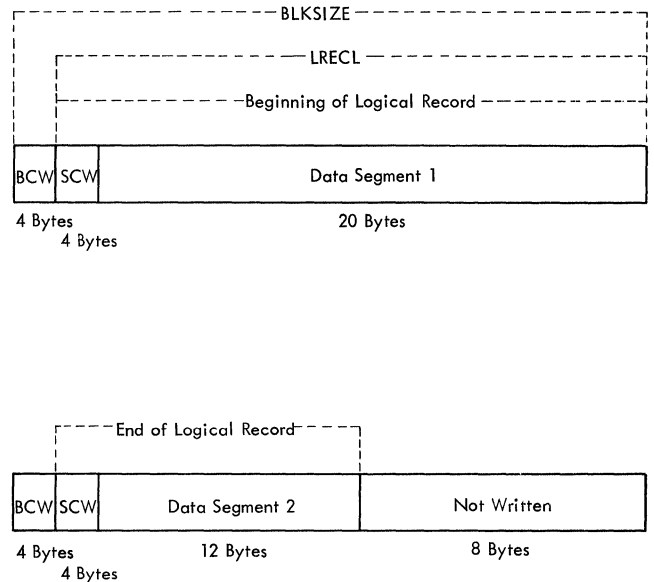 BLKSIZE
LRECL
Beginning of Logical Record
BCW SCW Data Segment 1
4 Bytes 20 Bytes
4 Bytes
End of Logical Record
BCW SCW Data Segment 2 Not Written
4 Bytes 12 Bytes 8 Bytes
4 Bytes